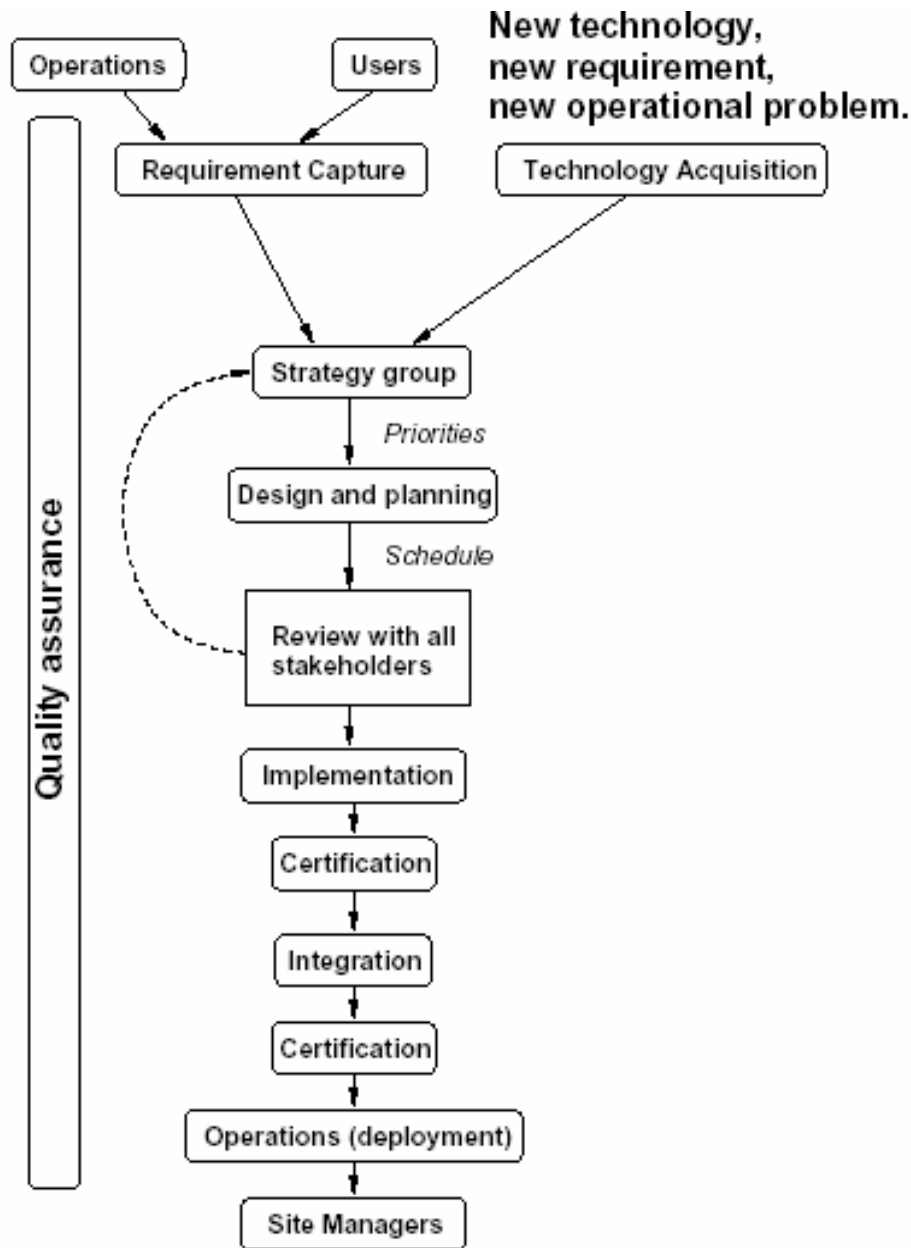 New technology,
new requirement,
new operational problem.
Operations
Users
Requirement Capture
Technology Acquisition
Strategy group
Priorities
Design and planning
Schedule
Review with all
stakeholders
Quality assurance
Implementation
Certification
Integration
Certification
Operations (deployment)
Site Managers